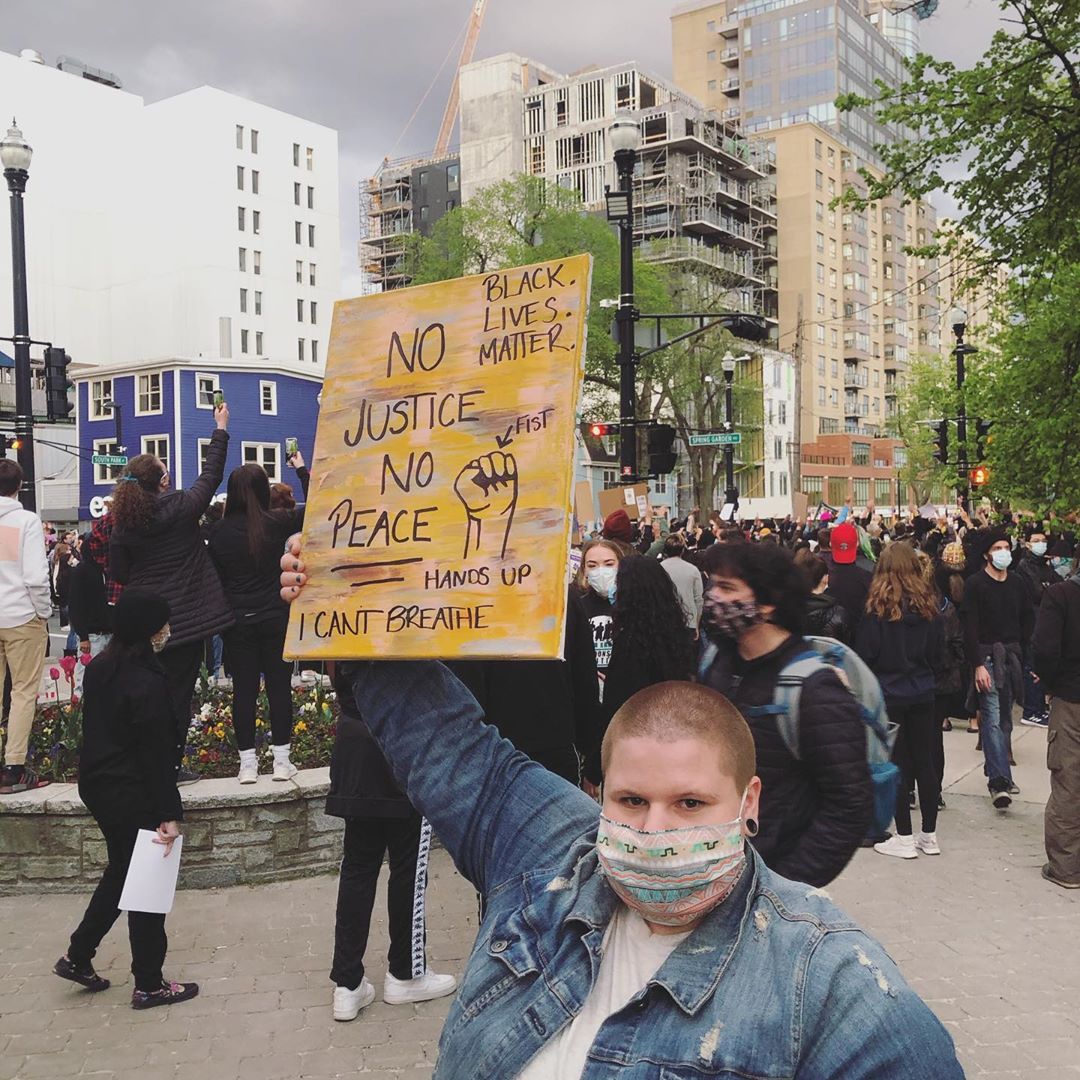 BLACK.
LIVES.
MATTER.
NO
JUSTICE
NO
PEACE
FIST
HANDS UP
I CANT BREATHE
SPRING GARDEN
SOUTH PARK